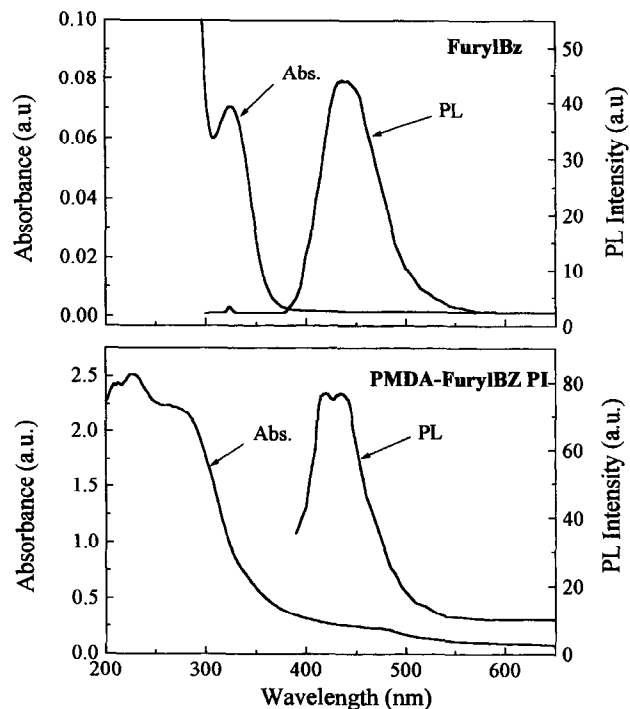 FurylBz
Abs.
PL
Absorbance (a.u)
0.10
0.08
0.06
0.04
0.02
0.00
PL Intensity (a.u)
50
40
30
20
10
0
PMDA-FurylBZ PI
Abs.
PL
Absorbance (a.u.)
2.5
2.0
1.5
1.0
0.5
0.0
PL Intensity (a.u.)
80
60
40
20
0
200 300 400 500 600
Wavelength (nm)